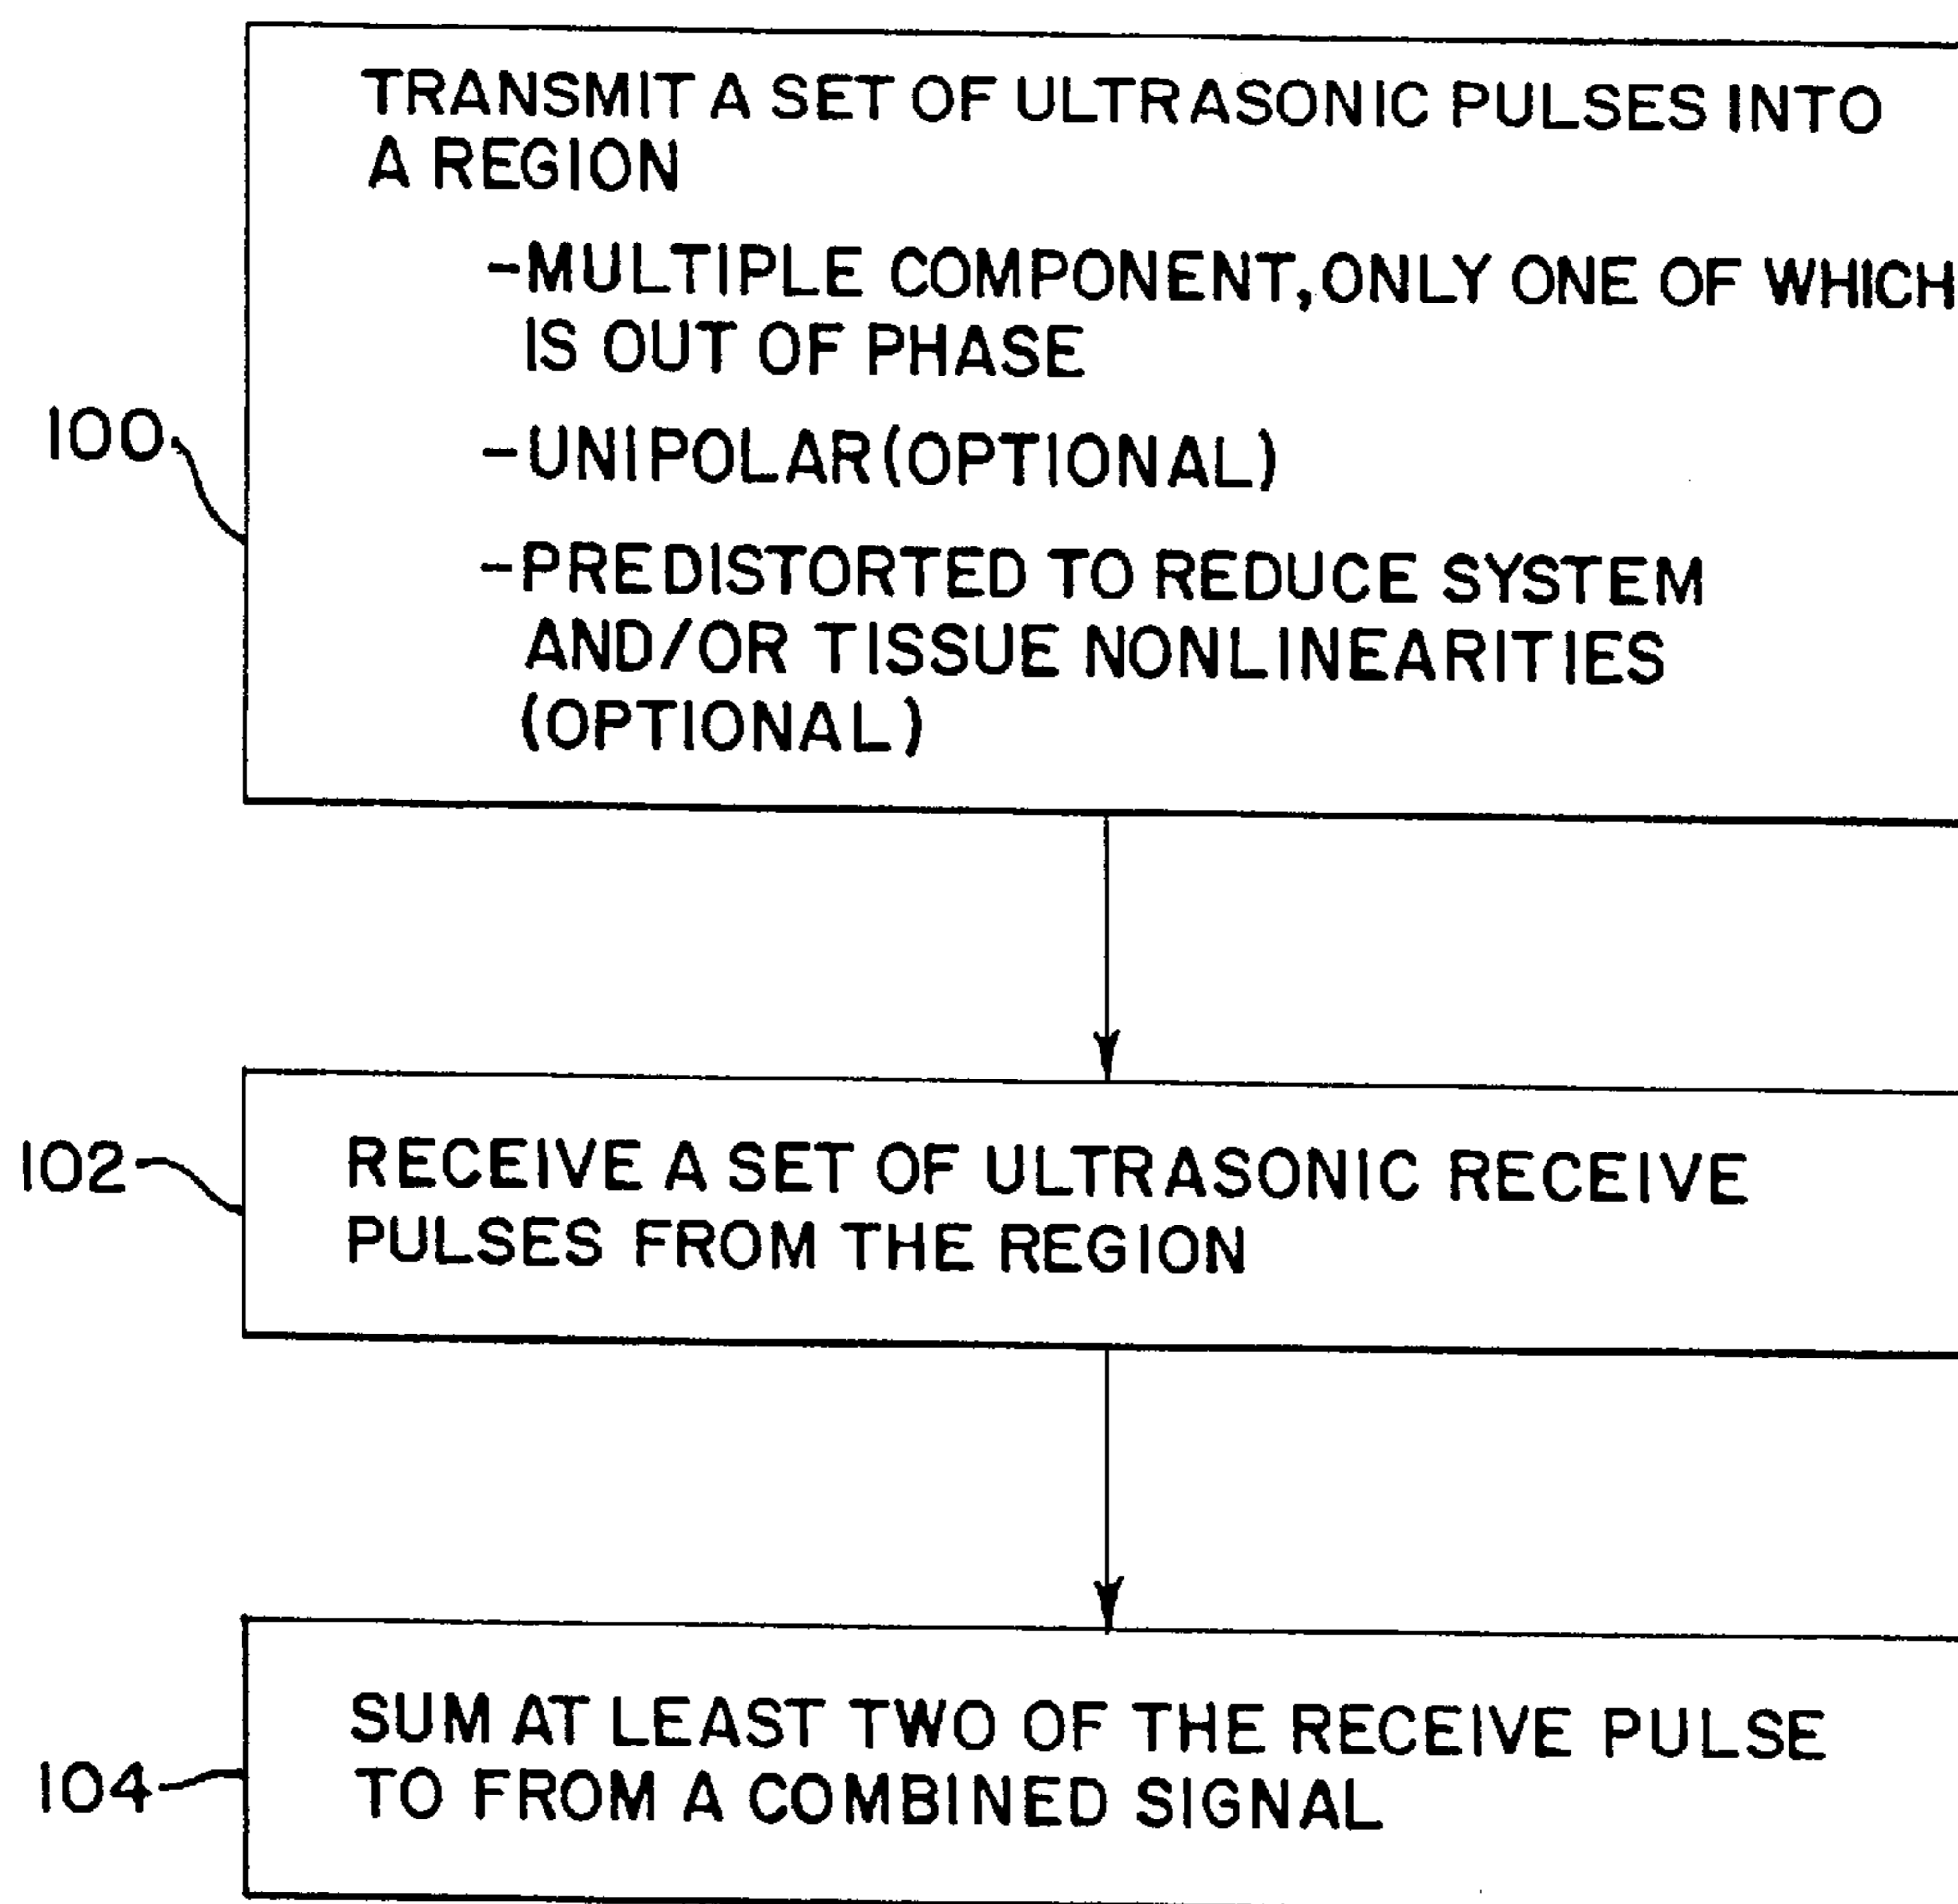 TRANSMIT A SET OF ULTRASONIC PULSES INTO
A REGION
-MULTIPLE COMPONENT, ONLY ONE OF WHICH
IS OUT OF PHASE
100
-UNIPOLAR (OPTIONAL)
-PREDISTORTED TO REDUCE SYSTEM
AND/OR TISSUE NONLINEARITIES
(OPTIONAL)
102
RECEIVE A SET OF ULTRASONIC RECEIVE
PULSES FROM THE REGION
104
SUM AT LEAST TWO OF THE RECEIVE PULSE
TO FROM A COMBINED SIGNAL